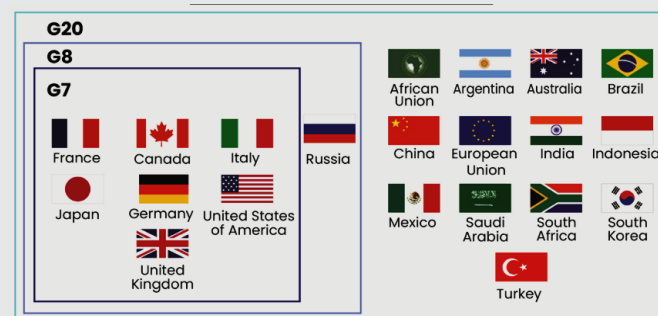 G20
G8
G7
France
Canada
Italy
Russia
Japan
Germany
United States
of America
United
Kingdom
African
Union
Argentina
Australia
Brazil
China
European
Union
India
Indonesia
Mexico
Saudi
Arabia
South
Africa
South
Korea
Turkey